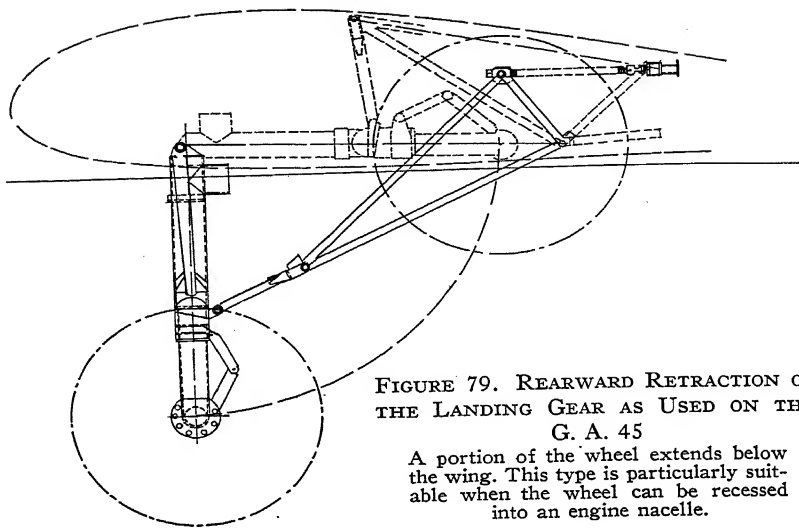 FIGURE 79. REARWARD RETRACTION O
THE LANDING GEAR AS USED ON TH
G. A. 45
A portion of the wheel extends below
the wing. This type is particularly suit-
able when the wheel can be recessed
into an engine nacelle.